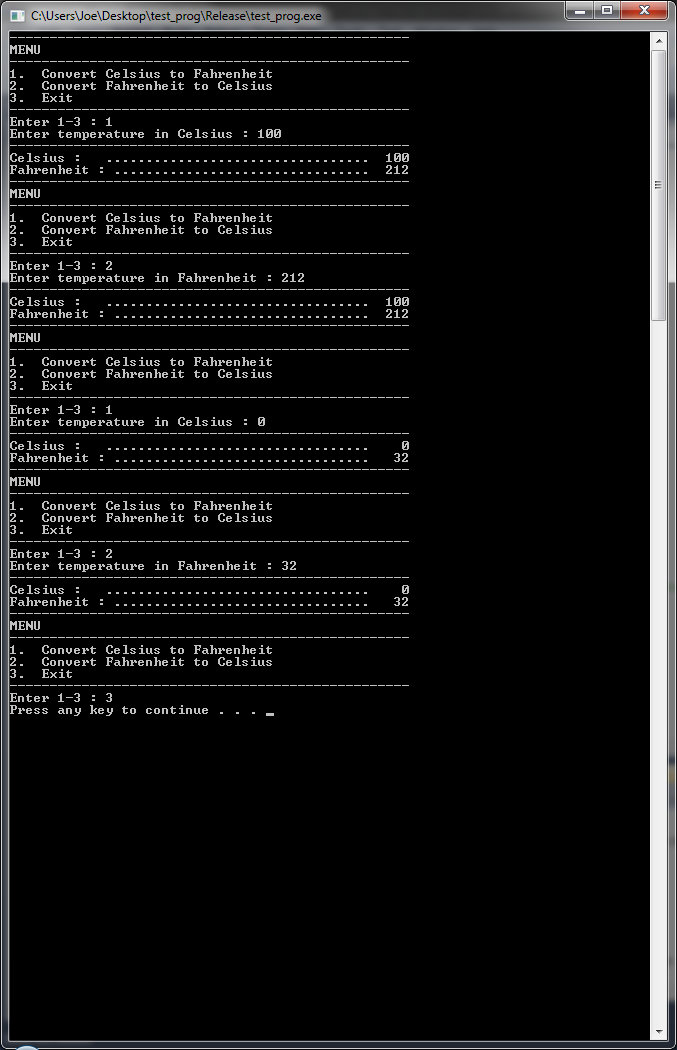 C:\Users\Joe\Desktop\test_prog\Release\test_prog.exe
--------------------------------------------------
MENU
--------------------------------------------------
1.  Convert Celsius to Fahrenheit
2.  Convert Fahrenheit to Celsius
3.  Exit
--------------------------------------------------
Enter 1-3 : 1
Enter temperature in Celsius : 100
--------------------------------------------------
Celsius :   .................................  100
Fahrenheit : ................................  212
--------------------------------------------------
MENU
--------------------------------------------------
1.  Convert Celsius to Fahrenheit
2.  Convert Fahrenheit to Celsius
3.  Exit
--------------------------------------------------
Enter 1-3 : 2
Enter temperature in Fahrenheit : 212
--------------------------------------------------
Celsius :   .................................  100
Fahrenheit : ................................  212
--------------------------------------------------
MENU
--------------------------------------------------
1.  Convert Celsius to Fahrenheit
2.  Convert Fahrenheit to Celsius
3.  Exit
--------------------------------------------------
Enter 1-3 : 1
Enter temperature in Celsius : 0
--------------------------------------------------
Celsius :   .................................    0
Fahrenheit : ................................   32
--------------------------------------------------
MENU
--------------------------------------------------
1.  Convert Celsius to Fahrenheit
2.  Convert Fahrenheit to Celsius
3.  Exit
--------------------------------------------------
Enter 1-3 : 2
Enter temperature in Fahrenheit : 32
--------------------------------------------------
Celsius :   .................................    0
Fahrenheit : ................................   32
--------------------------------------------------
MENU
--------------------------------------------------
1.  Convert Celsius to Fahrenheit
2.  Convert Fahrenheit to Celsius
3.  Exit
--------------------------------------------------
Enter 1-3 : 3
Press any key to continue . . . _